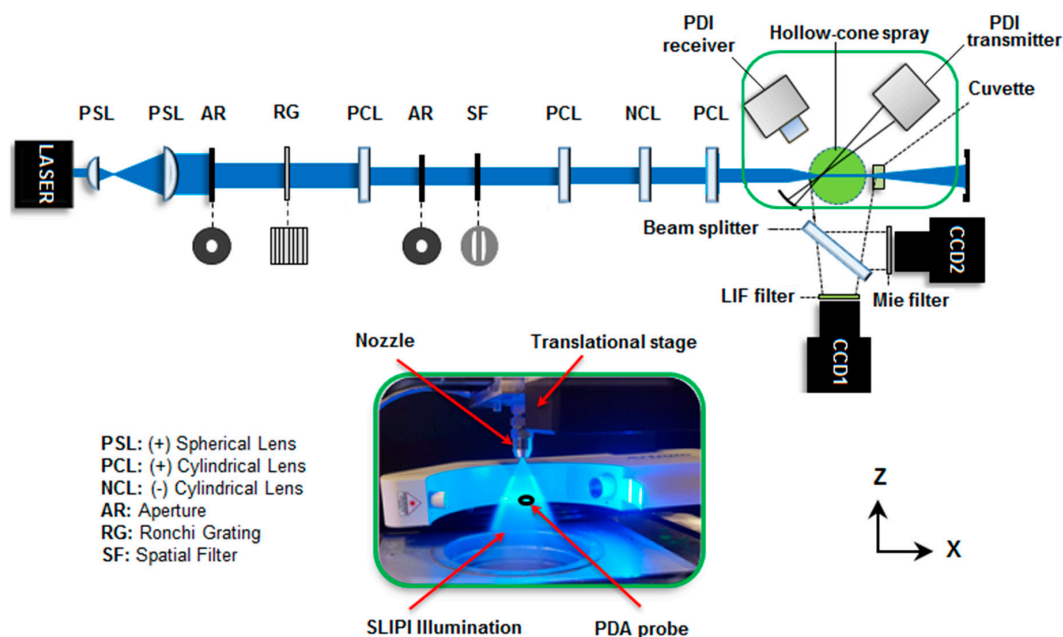 PDI receiver
Hollow-cone spray
PDI transmitter
Cuvette
PSL PSL AR RG PCL AR SF PCL NCL PCL
LASER
Beam splitter
CCD2
LIF filter
Mie filter
CCD1
Nozzle
Translational stage
PSL: (+) Spherical Lens
PCL: (+) Cylindrical Lens
NCL: (-) Cylindrical Lens
AR: Aperture
RG: Ronchi Grating
SF: Spatial Filter
Z
X
SLIPI Illumination
PDA probe